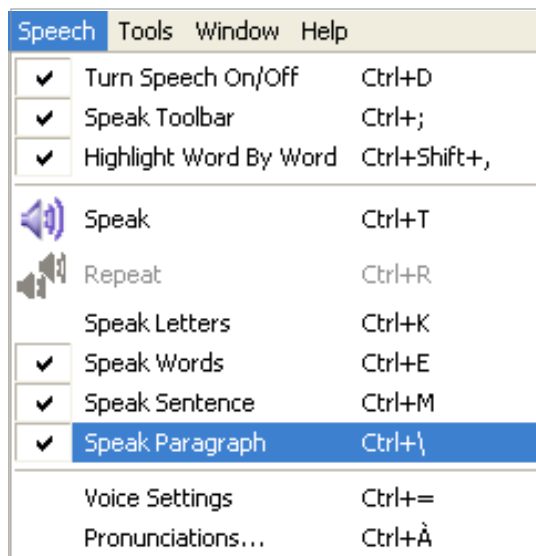 Speech Tools Window Help
Turn Speech On/Off Ctrl+D
Speak Toolbar Ctrl+;
Highlight Word By Word Ctrl+Shift+,
Speak Ctrl+T
Repeat Ctrl+R
Speak Letters Ctrl+K
Speak Words Ctrl+E
Speak Sentence Ctrl+M
Speak Paragraph Ctrl+\
Voice Settings Ctrl+=
Pronunciations... Ctrl+À